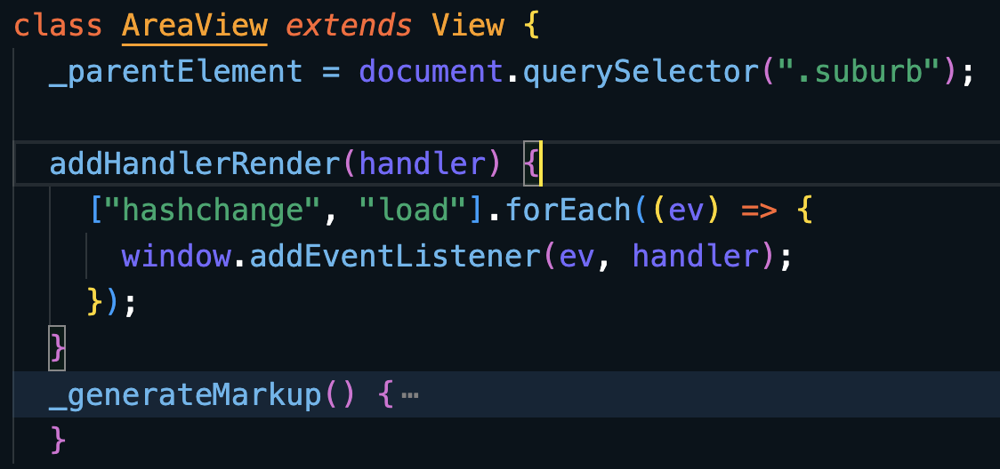 class AreaView extends View {
_parentElement = document.querySelector(".suburb");
addHandlerRender(handler) {
["hashchange", "load"].forEach((ev) => {
window.addEventListener(ev, handler);
});
}
_generateMarkup() {⋯
}